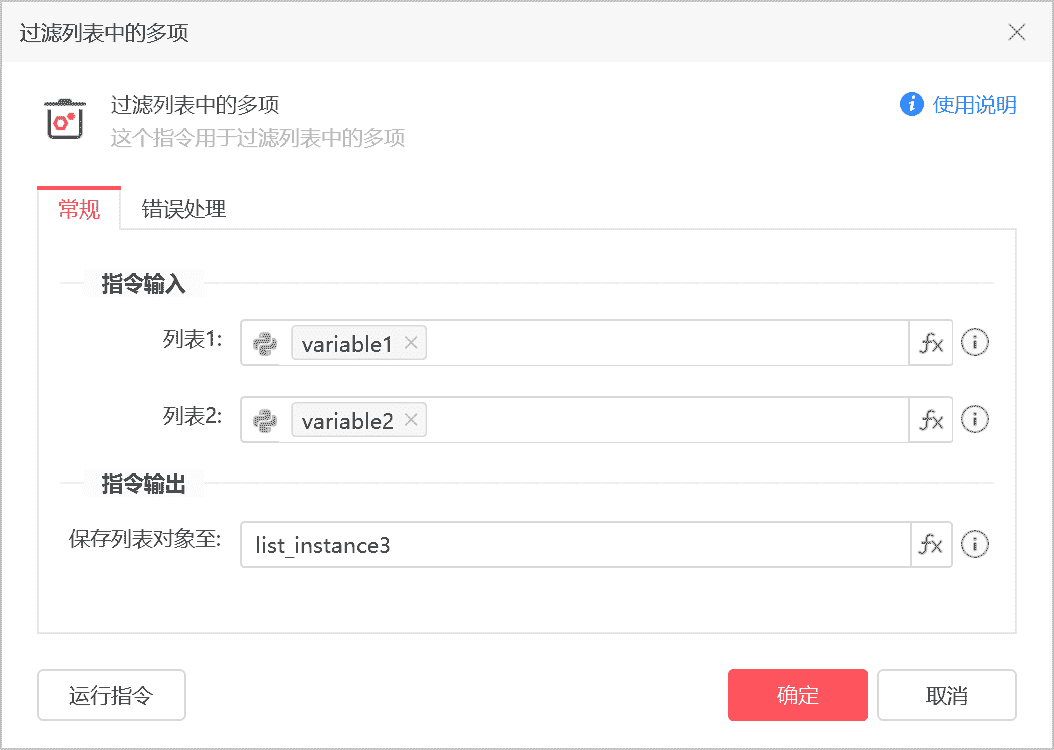 过滤列表中的多项
过滤列表中的多项
使用说明
这个指令用于过滤列表中的多项
常规 错误处理
指令输入
列表1: variable1 fx
列表2: variable2 fx
指令输出
保存列表对象至: list_instance3 fx
运行指令 确定 取消